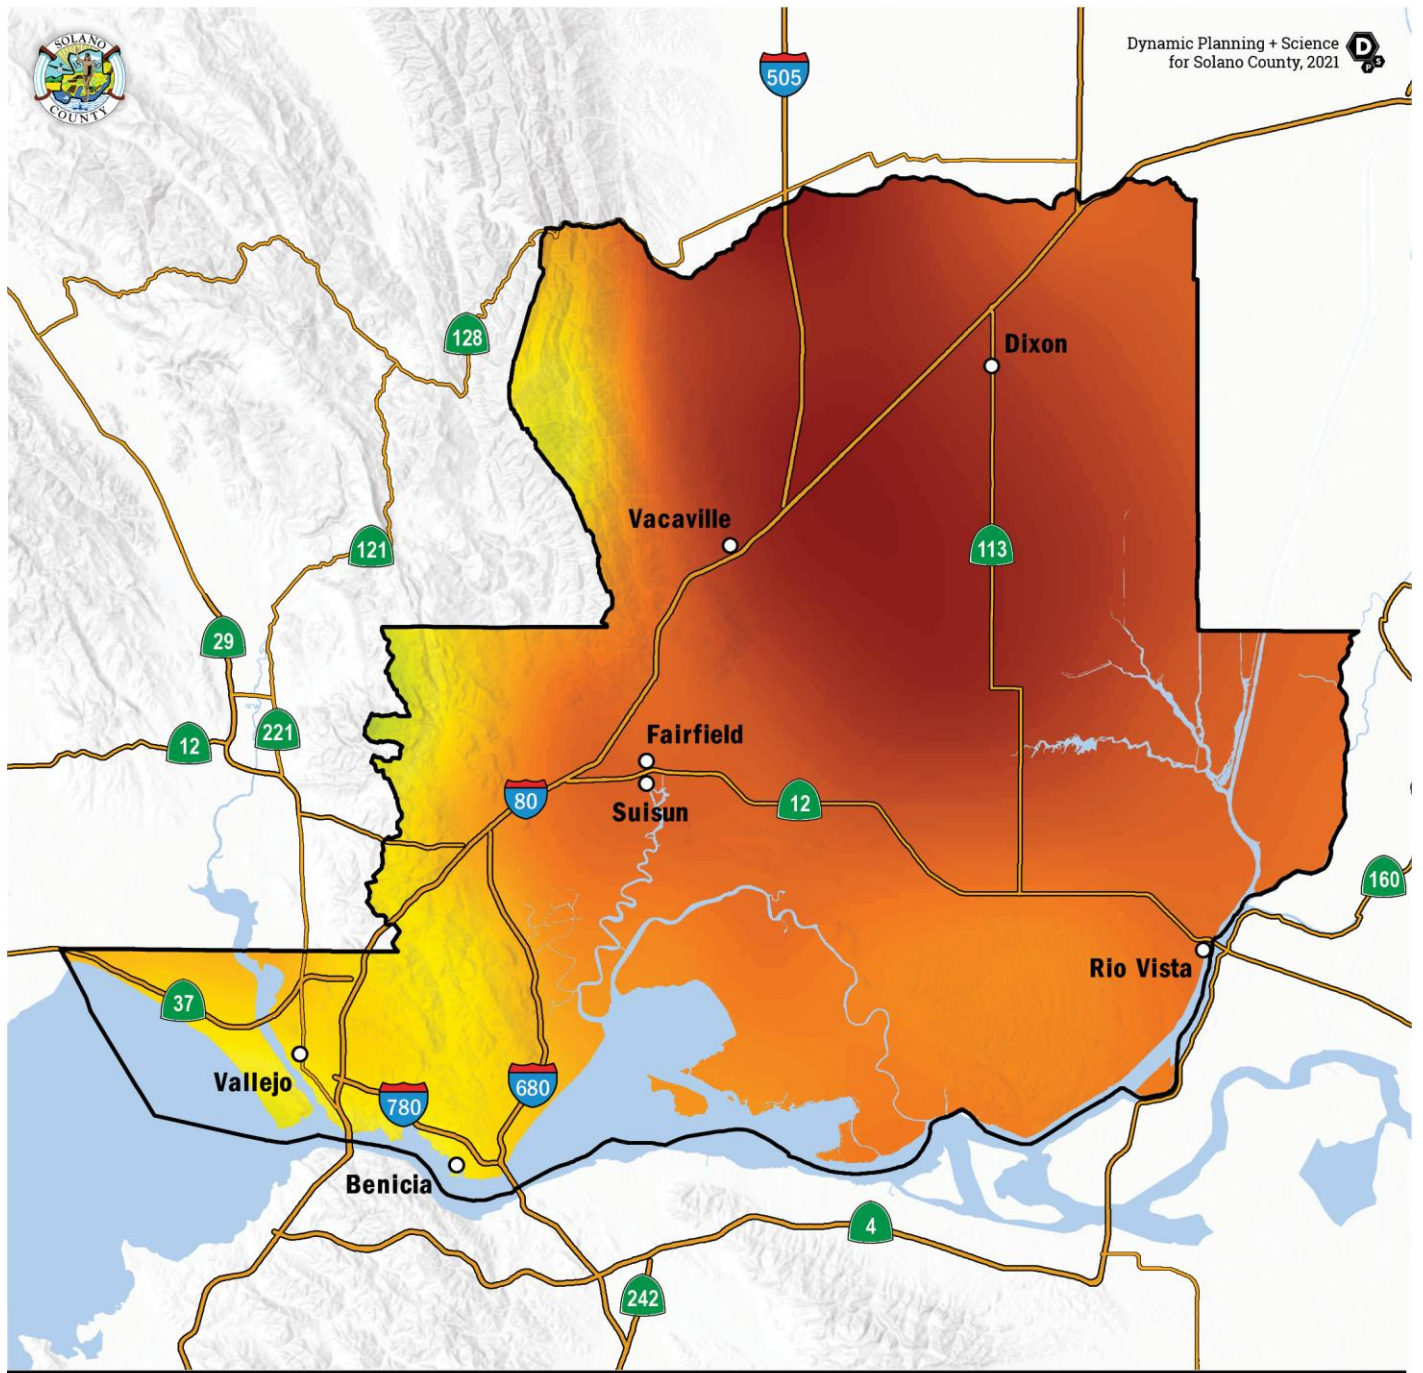 SOLANO
COUNTY
Dynamic Planning + Science
for Solano County, 2021
D
P
S
505
128
Dixon
Vacaville
121
113
29
12
221
Fairfield
80
Suisun
12
160
Rio Vista
37
Vallejo
780
680
Benicia
4
242